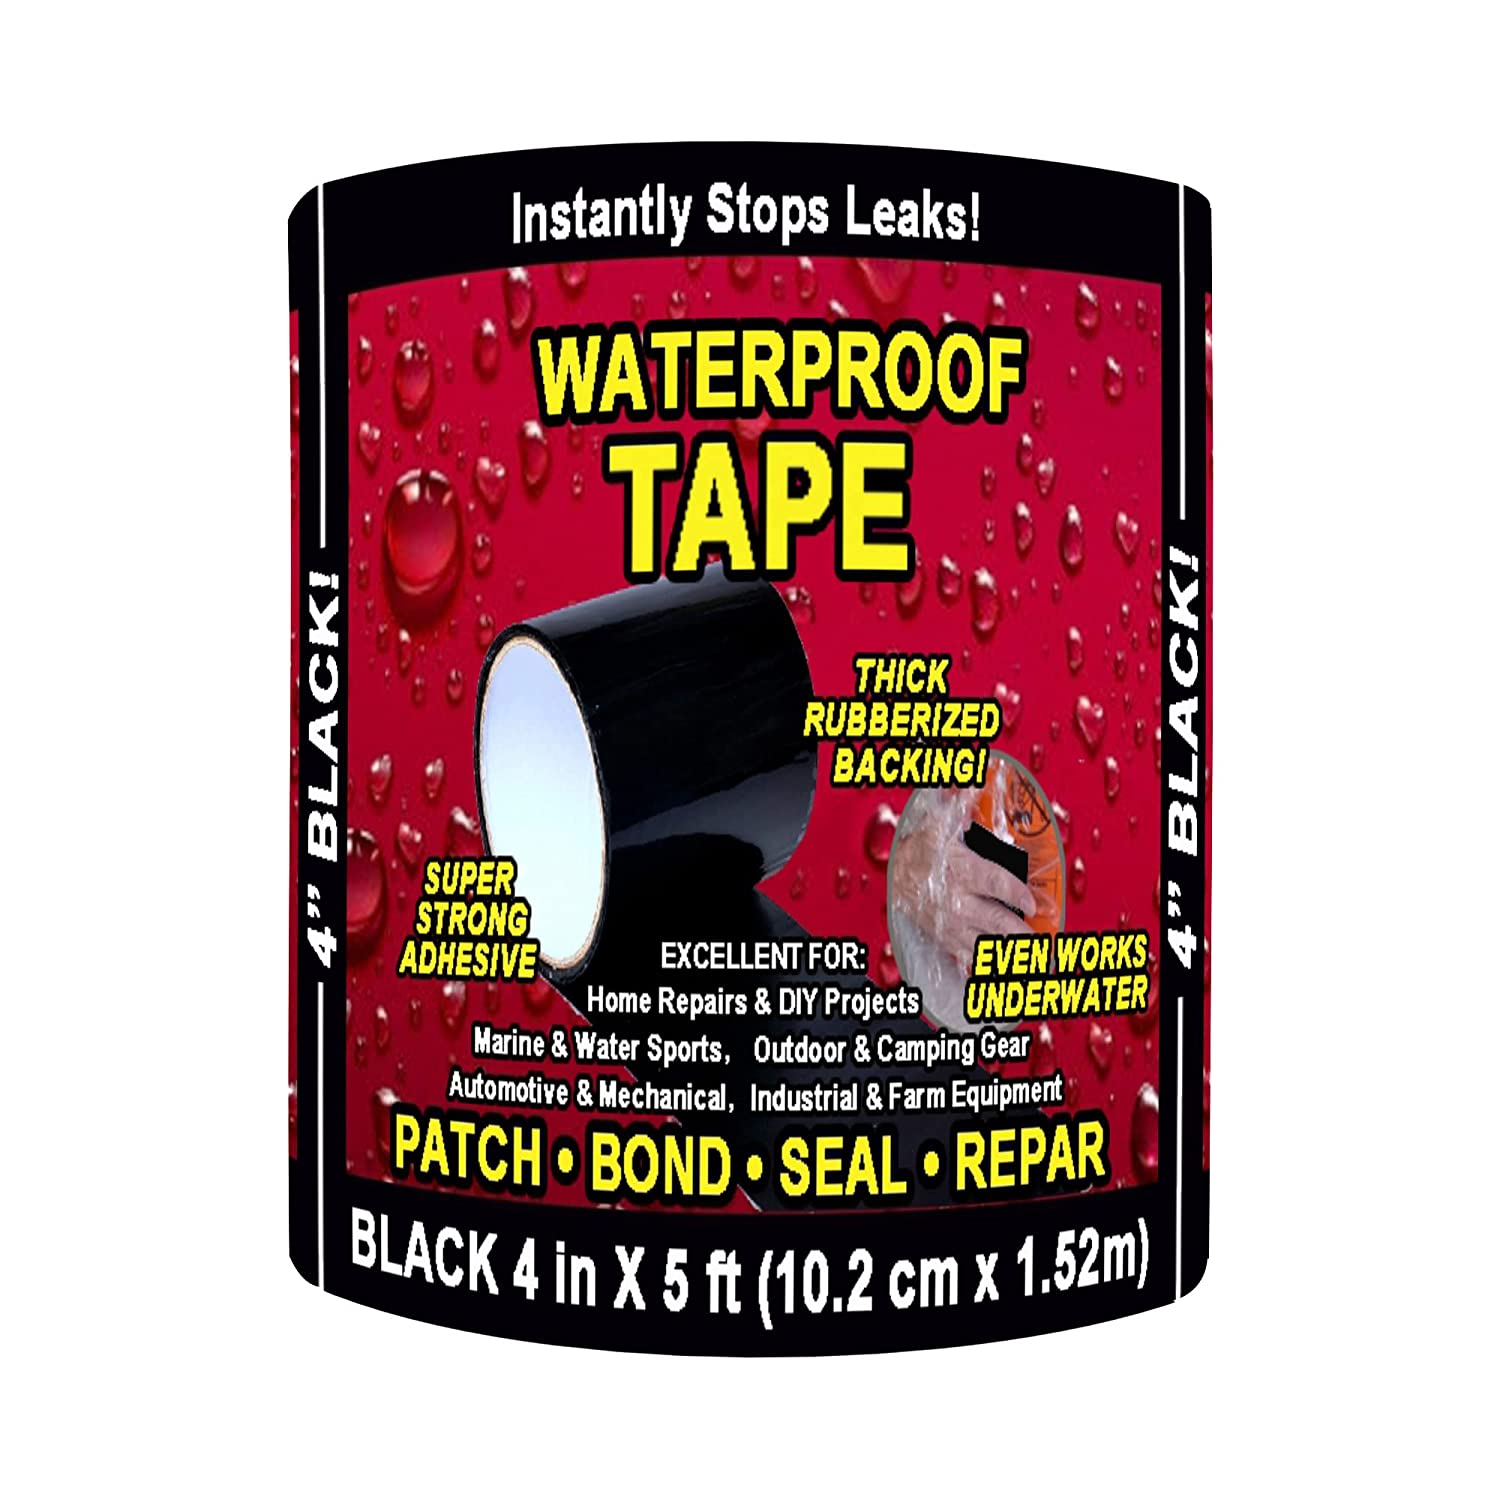 Instantly Stops Leaks!
WATERPROOF
TAPE
THICK
RUBBERIZED
BACKING!
SUPER
STRONG
ADHESIVE
EVEN WORKS
UNDERWATER
EXCELLENT FOR:
Home Repairs & DIY Projects
Marine & Water Sports, Outdoor & Camping Gear
Automotive & Mechanical, Industrial & Farm Equipment
PATCH • BOND • SEAL • REPAR
BLACK 4 in X 5 ft (10.2 cm x 1.52m)
4” BLACK!
4” BLACK!